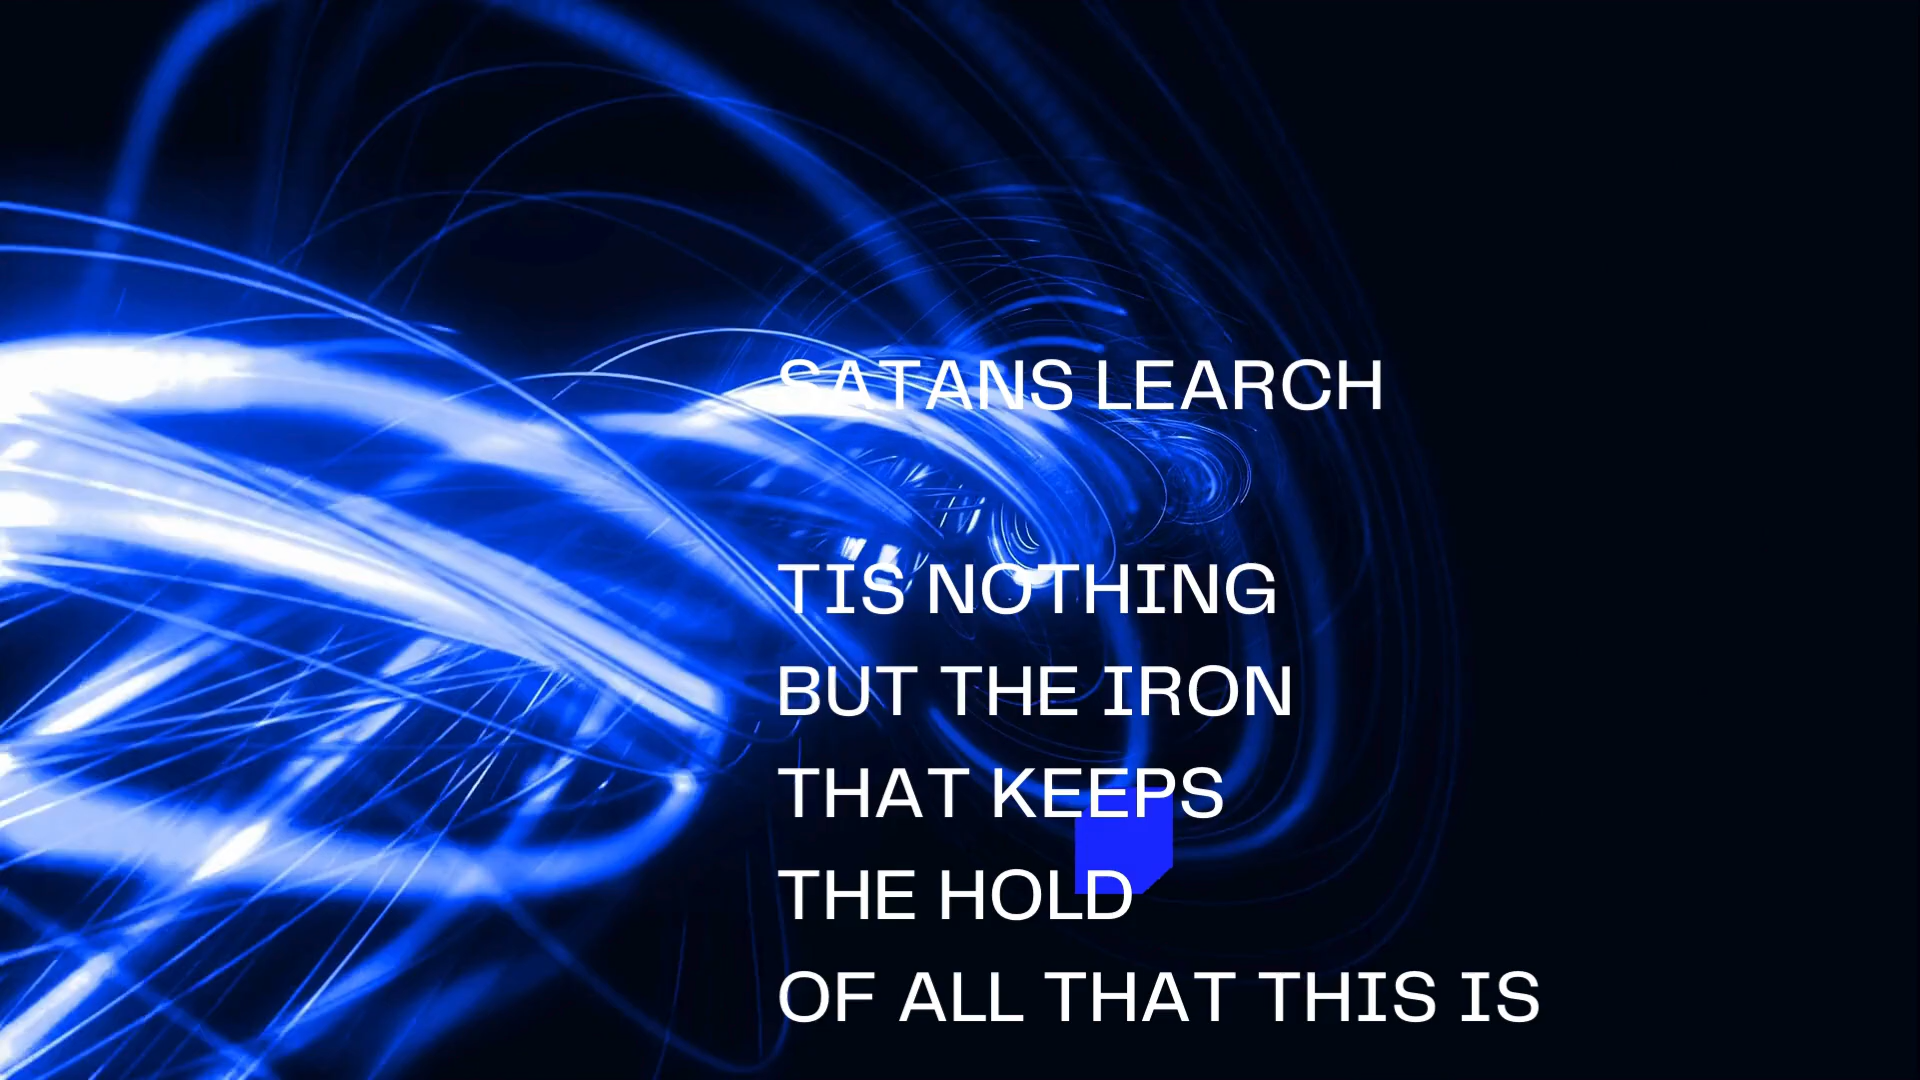 SATANS LEARCH
TIS NOTHING
BUT THE IRON
THAT KEEPS
THE HOLD
OF ALL THAT THIS IS